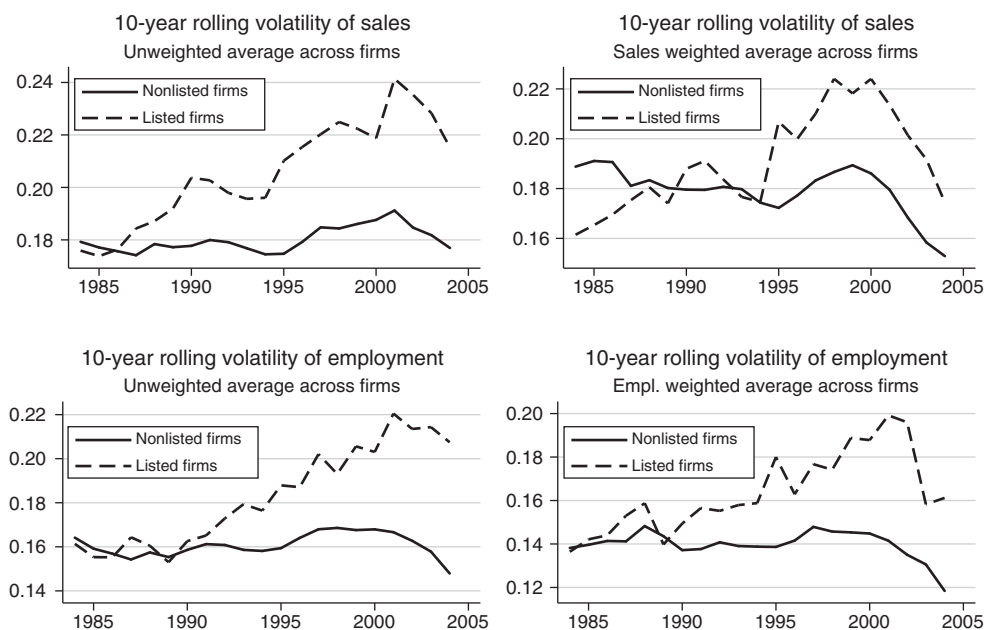 10-year rolling volatility of sales
Unweighted average across firms
0.24
0.22
0.20
0.18
Nonlisted firms
Listed firms
1985 1990 1995 2000 2005
10-year rolling volatility of sales
Sales weighted average across firms
0.22
0.20
0.18
0.16
Nonlisted firms
Listed firms
1985 1990 1995 2000 2005
10-year rolling volatility of employment
Unweighted average across firms
0.22
0.20
0.18
0.16
0.14
Nonlisted firms
Listed firms
1985 1990 1995 2000 2005
10-year rolling volatility of employment
Empl. weighted average across firms
0.20
0.18
0.16
0.14
0.12
Nonlisted firms
Listed firms
1985 1990 1995 2000 2005